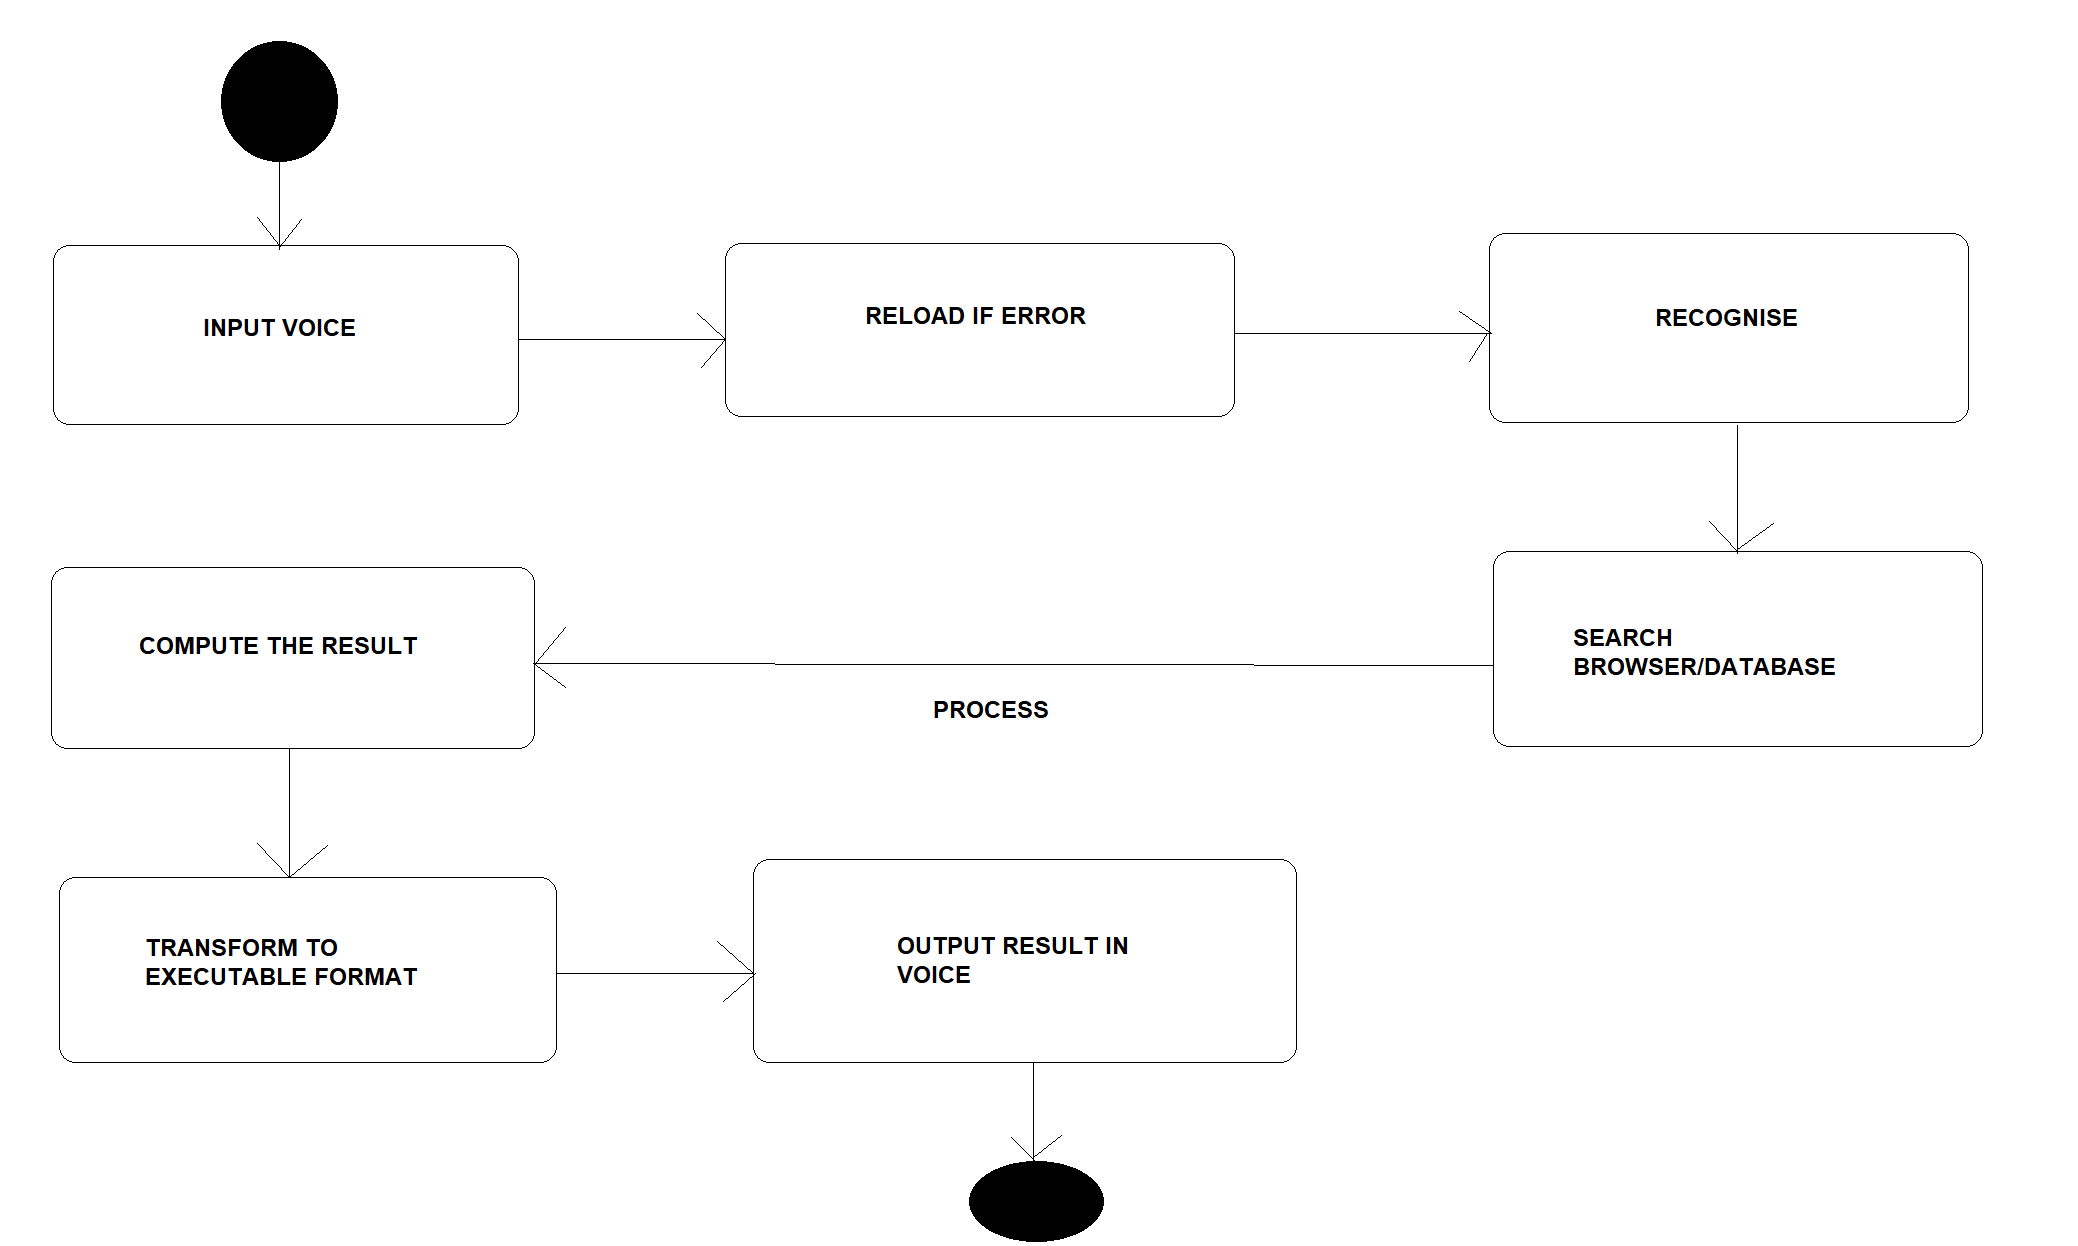 INPUT VOICE
RELOAD IF ERROR
RECOGNISE
SEARCH
BROWSER/DATABASE
PROCESS
COMPUTE THE RESULT
TRANSFORM TO
EXECUTABLE FORMAT
OUTPUT RESULT IN
VOICE